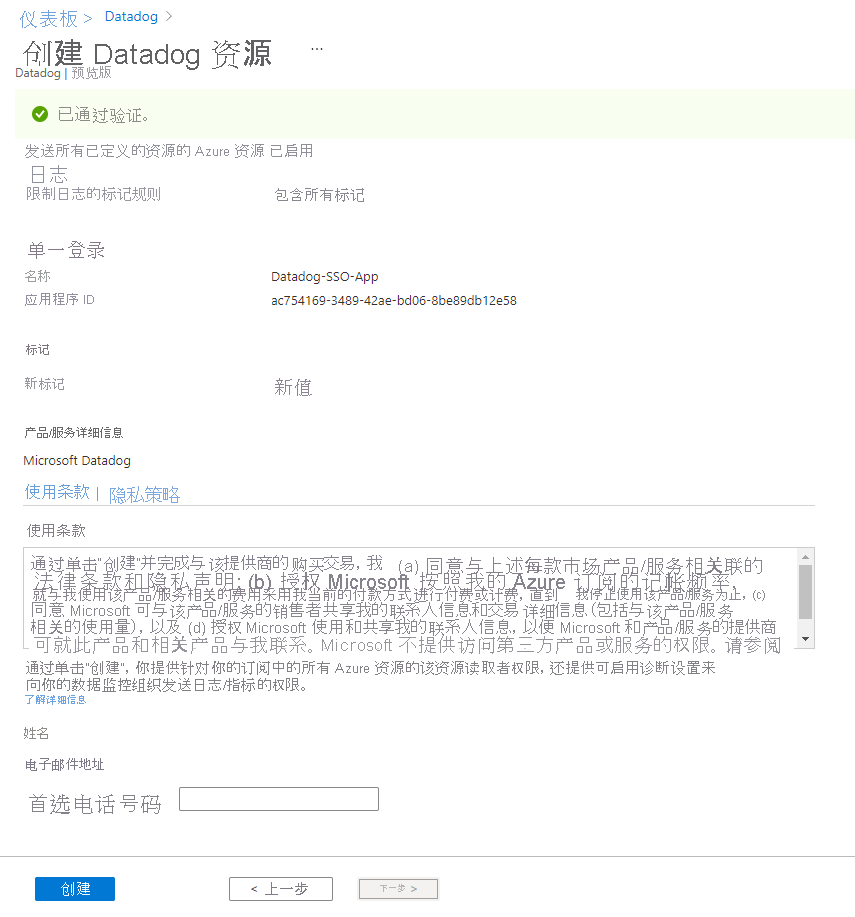 仪表板 > Datadog >
创建 Datadog 资源 ...
Datadog | 预览版
已通过验证。
发送所有已定义的资源的 Azure 资源 已启用
日志
限制日志的标记规则 包含所有标记
单一登录
名称 Datadog-SSO-App
应用程序 ID ac754169-3489-42ae-bd06-8be89db12e58
标记
新标记 新值
产品/服务详细信息
Microsoft Datadog
使用条款 | 隐私策略
使用条款
通过单击"创建"并完成与该提供商的购买交易, 我 (a) 同意与上述每款市场产品/服务相关联的
法律条款和隐私声明; (b) 授权 Microsoft 按照我的 Azure 订阅的记帐频率,
就与我使用该产品/服务相关的费用采用我当前的付款方式进行付费或计费, 直到 我停止使用该产品/服务为止, (c)
同意 Microsoft 可与该产品/服务的销售者共享我的联系人信息和交易 详细信息 (包括与该产品/服务
相关的使用量), 以及 (d) 授权 Microsoft 使用和共享我的联系人信息, 以便 Microsoft 和产品/服务的提供商
可就此产品和相关产品与我联系。Microsoft 不提供访问第三方产品或服务的权限。请参阅
通过单击"创建", 你提供针对你的订阅中的所有 Azure 资源的该资源读取者权限, 还提供可启用诊断设置来
向你的数据监控组织发送日志/指标的权限。
了解详细信息
姓名
电子邮件地址
首选电话号码
创建 < 上一步 下一步 >